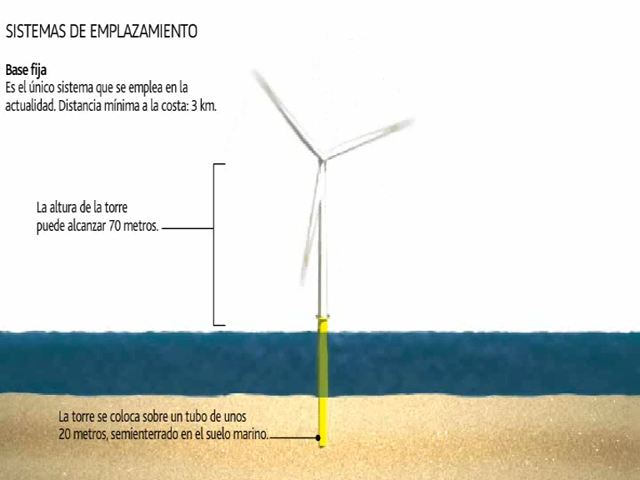 SISTEMAS DE EMPLAZAMIENTO
Base fija
Es el único sistema que se emplea en la
actualidad. Distancia mínima a la costa: 3 km.
La altura de la torre
puede alcanzar 70 metros.
La torre se coloca sobre un tubo de unos
20 metros, semienterrado en el suelo marino.